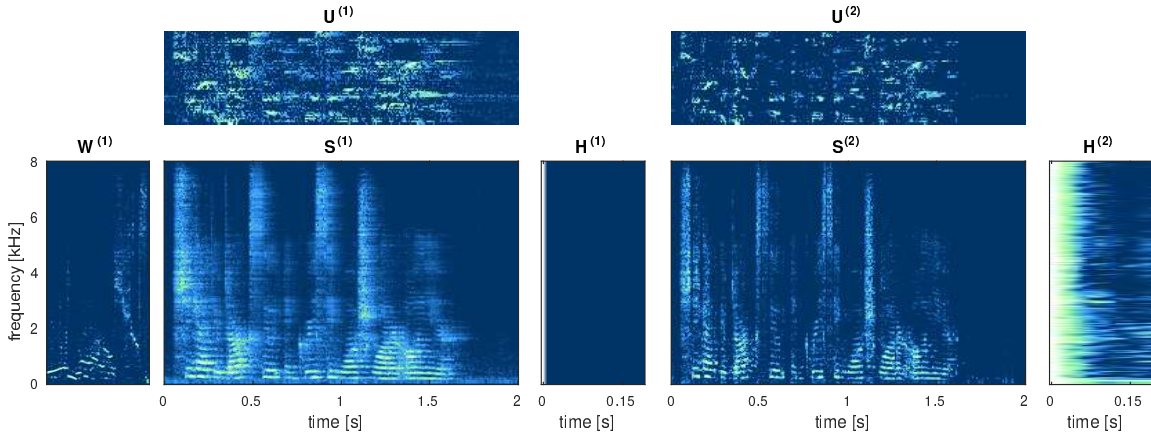 U(1) U(2)
W(1) S(1) H(1) S(2) H(2)
8
6
4
2
0
frequency [kHz]
0 0.5 1 1.5 2 0 0.15 0 0.5 1 1.5 2 0 0.15
time [s] time [s] time [s] time [s]